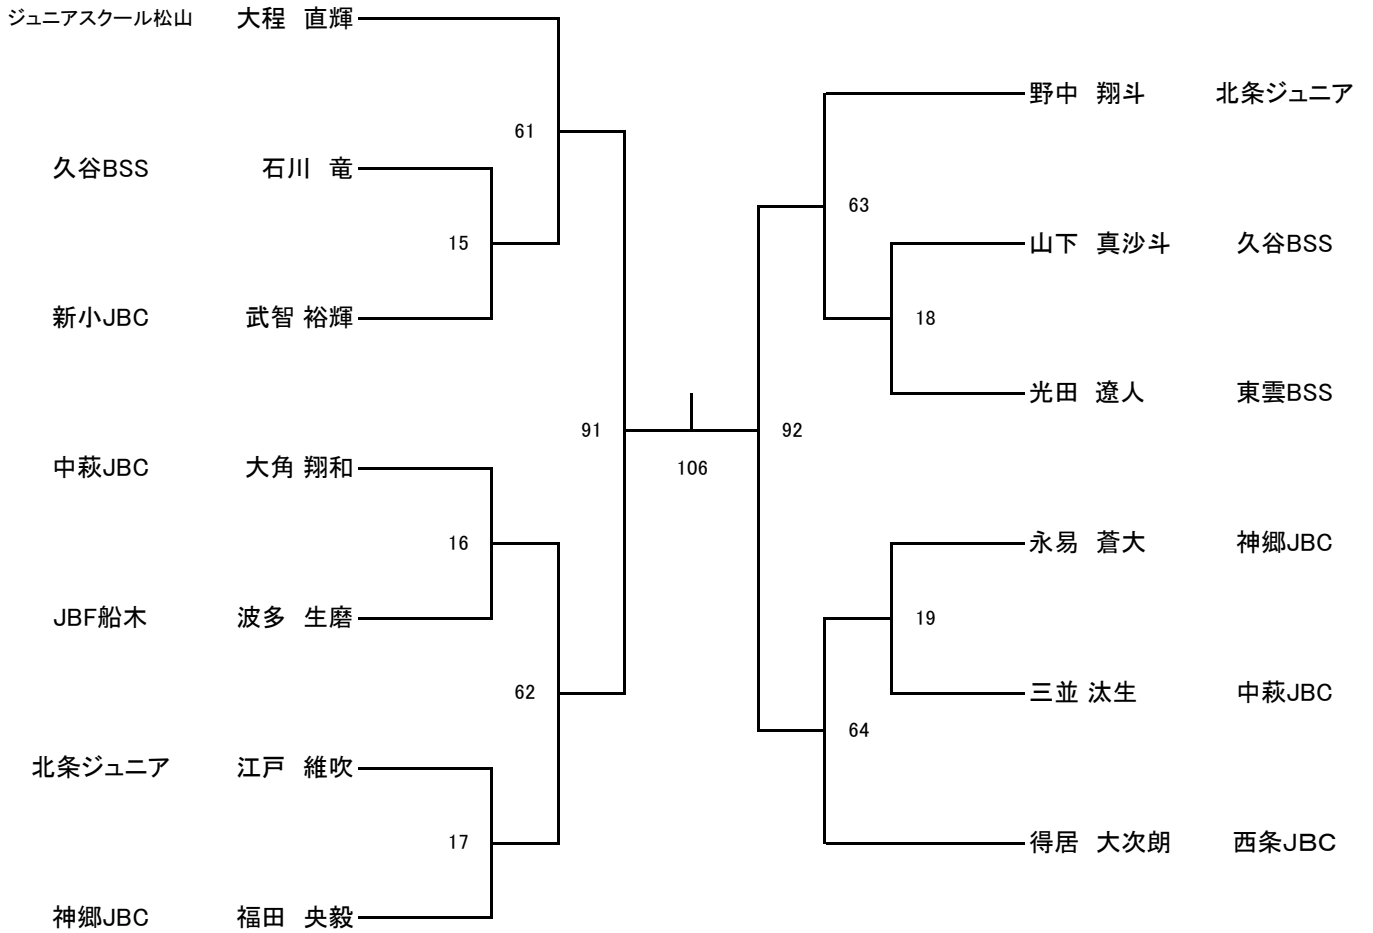 ジュニアスクール松山 大程 直輝
61
久谷BSS 石川 竜
15
新小JBC 武智 裕輝
91
中萩JBC 大角 翔和
16
JBF船木 波多 生磨
62
北条ジュニア 江戸 維吹
17
神郷JBC 福田 央毅
106
野中 翔斗 北条ジュニア
63
山下 真沙斗 久谷BSS
18
光田 遼人 東雲BSS
92
永易 蒼大 神郷JBC
19
三並 汰生 中萩JBC
64
得居 大次朗 西条JBC